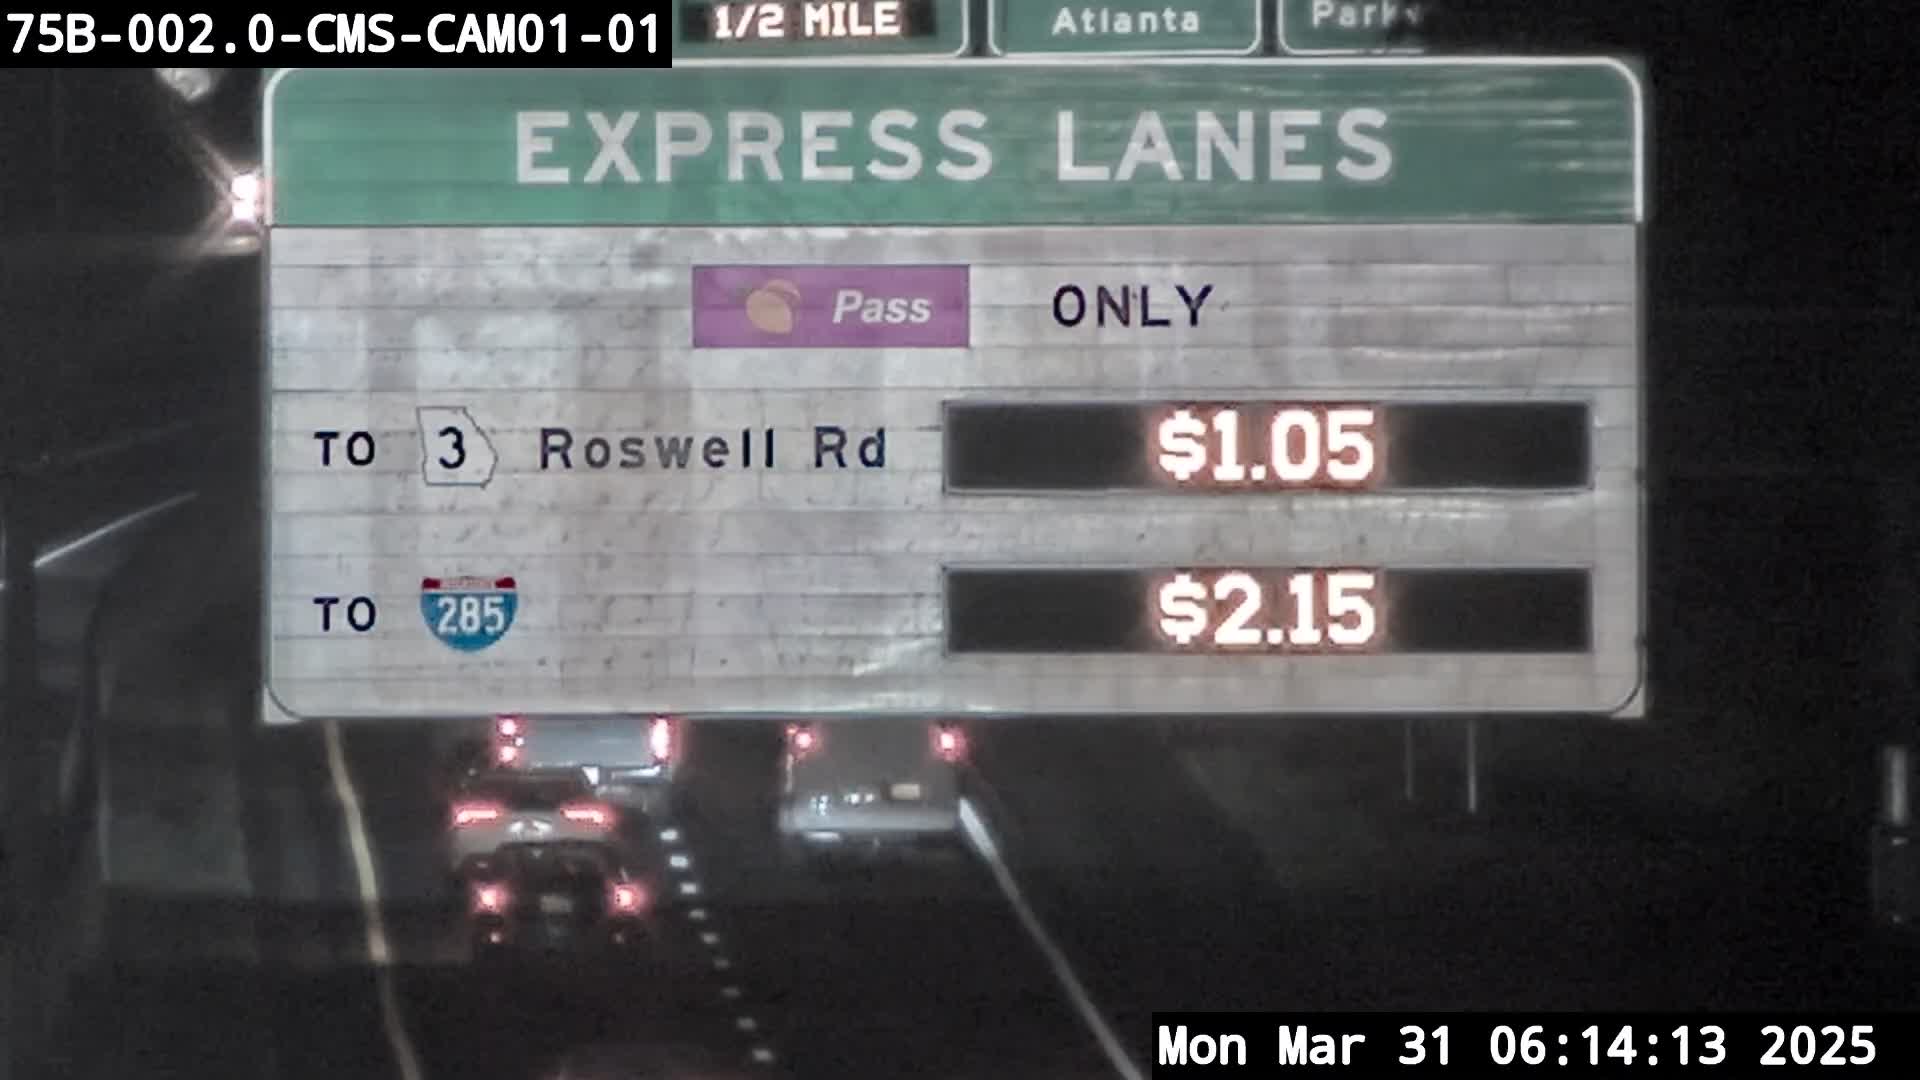 75B-002.0-CMS-CAM01-01
1/2 MILE
Atlanta
EXPRESS LANES
Pass ONLY
TO 3 Roswell Rd $1.05
TO 285 $2.15
Mon Mar 31 06:14:13 2025